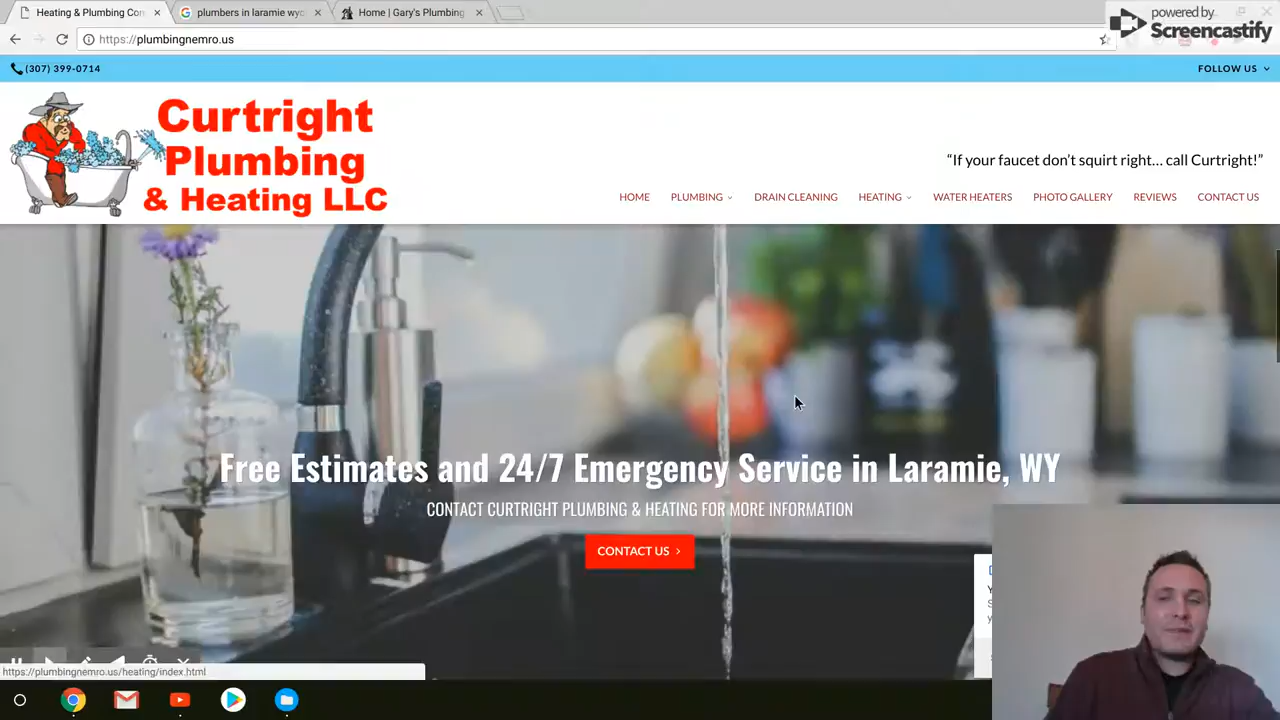 Heating & Plumbing Con
plumbers in laramie wyo
Home | Gary's Plumbing
powered by
Screencastify
https://plumbingnemro.us
(307) 399-0714
FOLLOW US
Curtright
Plumbing
& Heating LLC
“If your faucet don’t squirt right... call Curtright!”
HOME PLUMBING DRAIN CLEANING HEATING WATER HEATERS PHOTO GALLERY REVIEWS CONTACT US
Free Estimates and 24/7 Emergency Service in Laramie, WY
CONTACT CURTRIGHT PLUMBING & HEATING FOR MORE INFORMATION
CONTACT US
https://plumbingnemro.us/heating/index.html